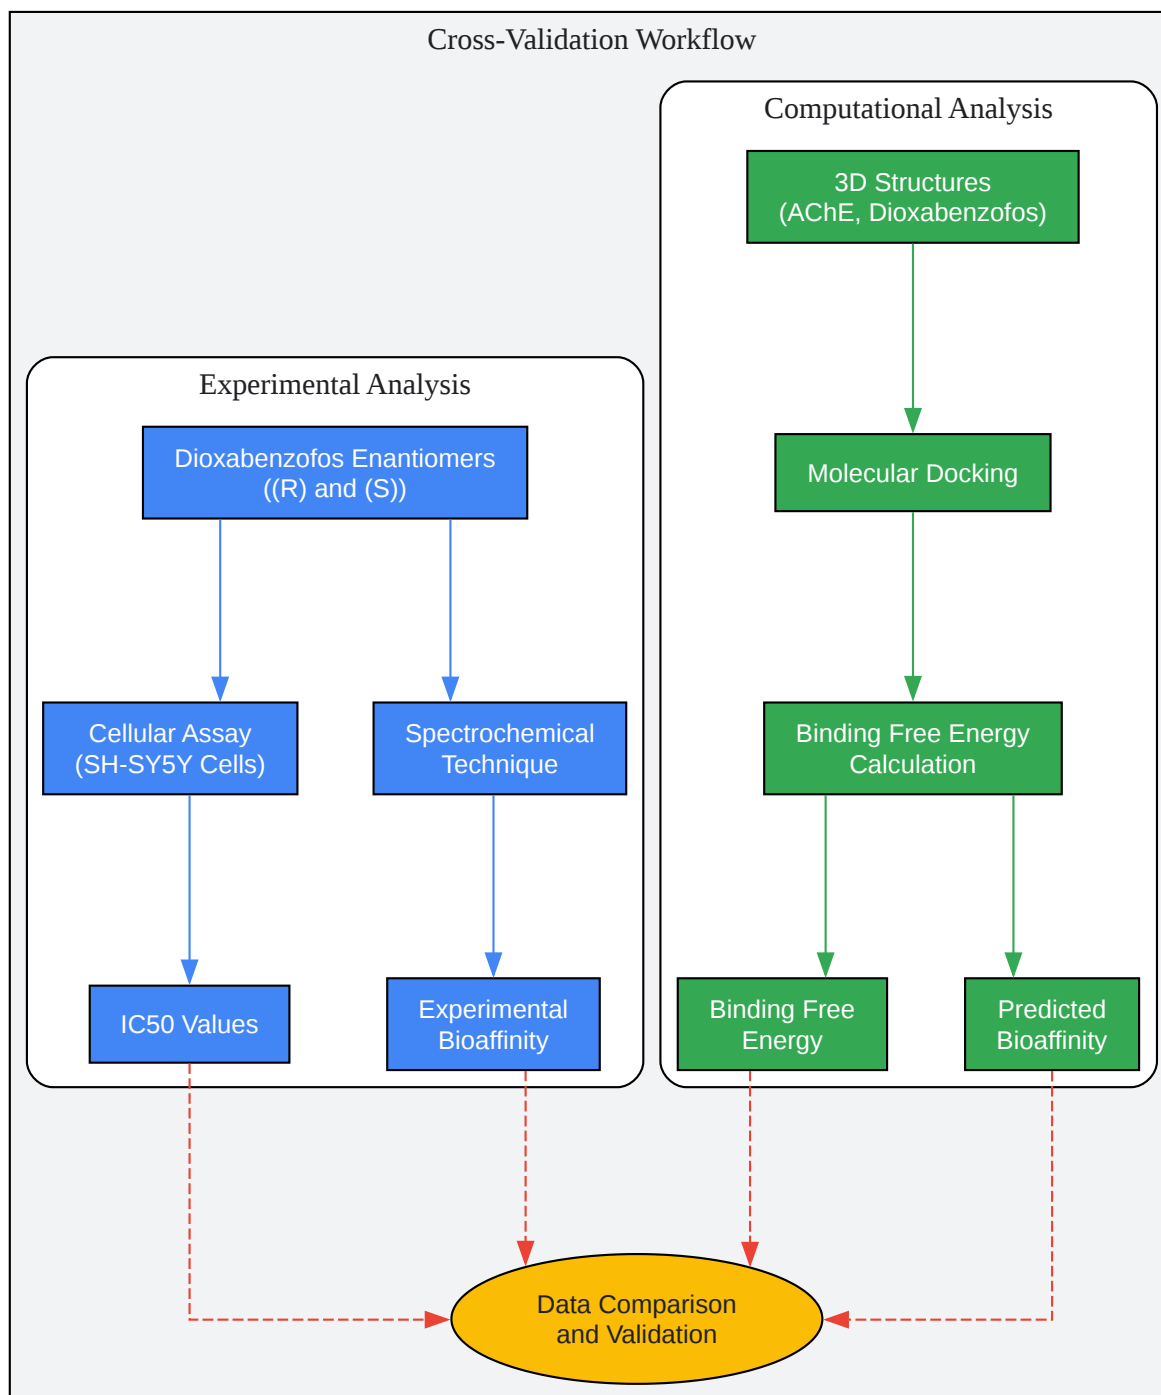 Cross-Validation Workflow
Computational Analysis
3D Structures
(AChE, Dioxabenzofos)
Molecular Docking
Binding Free Energy
Calculation
Binding Free
Energy
Predicted
Bioaffinity
Experimental Analysis
Dioxabenzofos Enantiomers
((R) and (S))
Cellular Assay
(SH-SY5Y Cells)
Spectrochemical
Technique
IC50 Values
Experimental
Bioaffinity
Data Comparison
and Validation